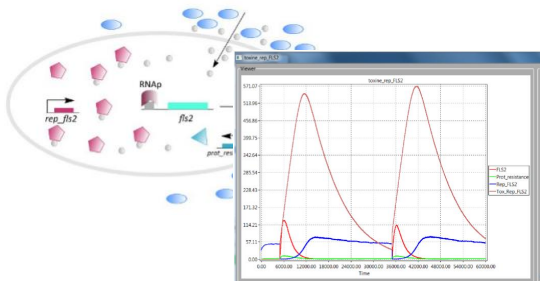 RNAp
rep_fls2
fls2
prot_res
toxine_rep_FLS2
Viewer
toxine_rep_FLS2
571.07
513.96
456.86
399.75
342.64
285.54
228.43
171.32
114.21
57.11
0.00
0.00 6000.00 12000.00 18000.00 24000.00 30000.00 36000.00 42000.00 48000.00 54000.00 60000.00
Time
FLS2
Prot_resistance
Rep_FLS2
Tox_Rep_FLS2